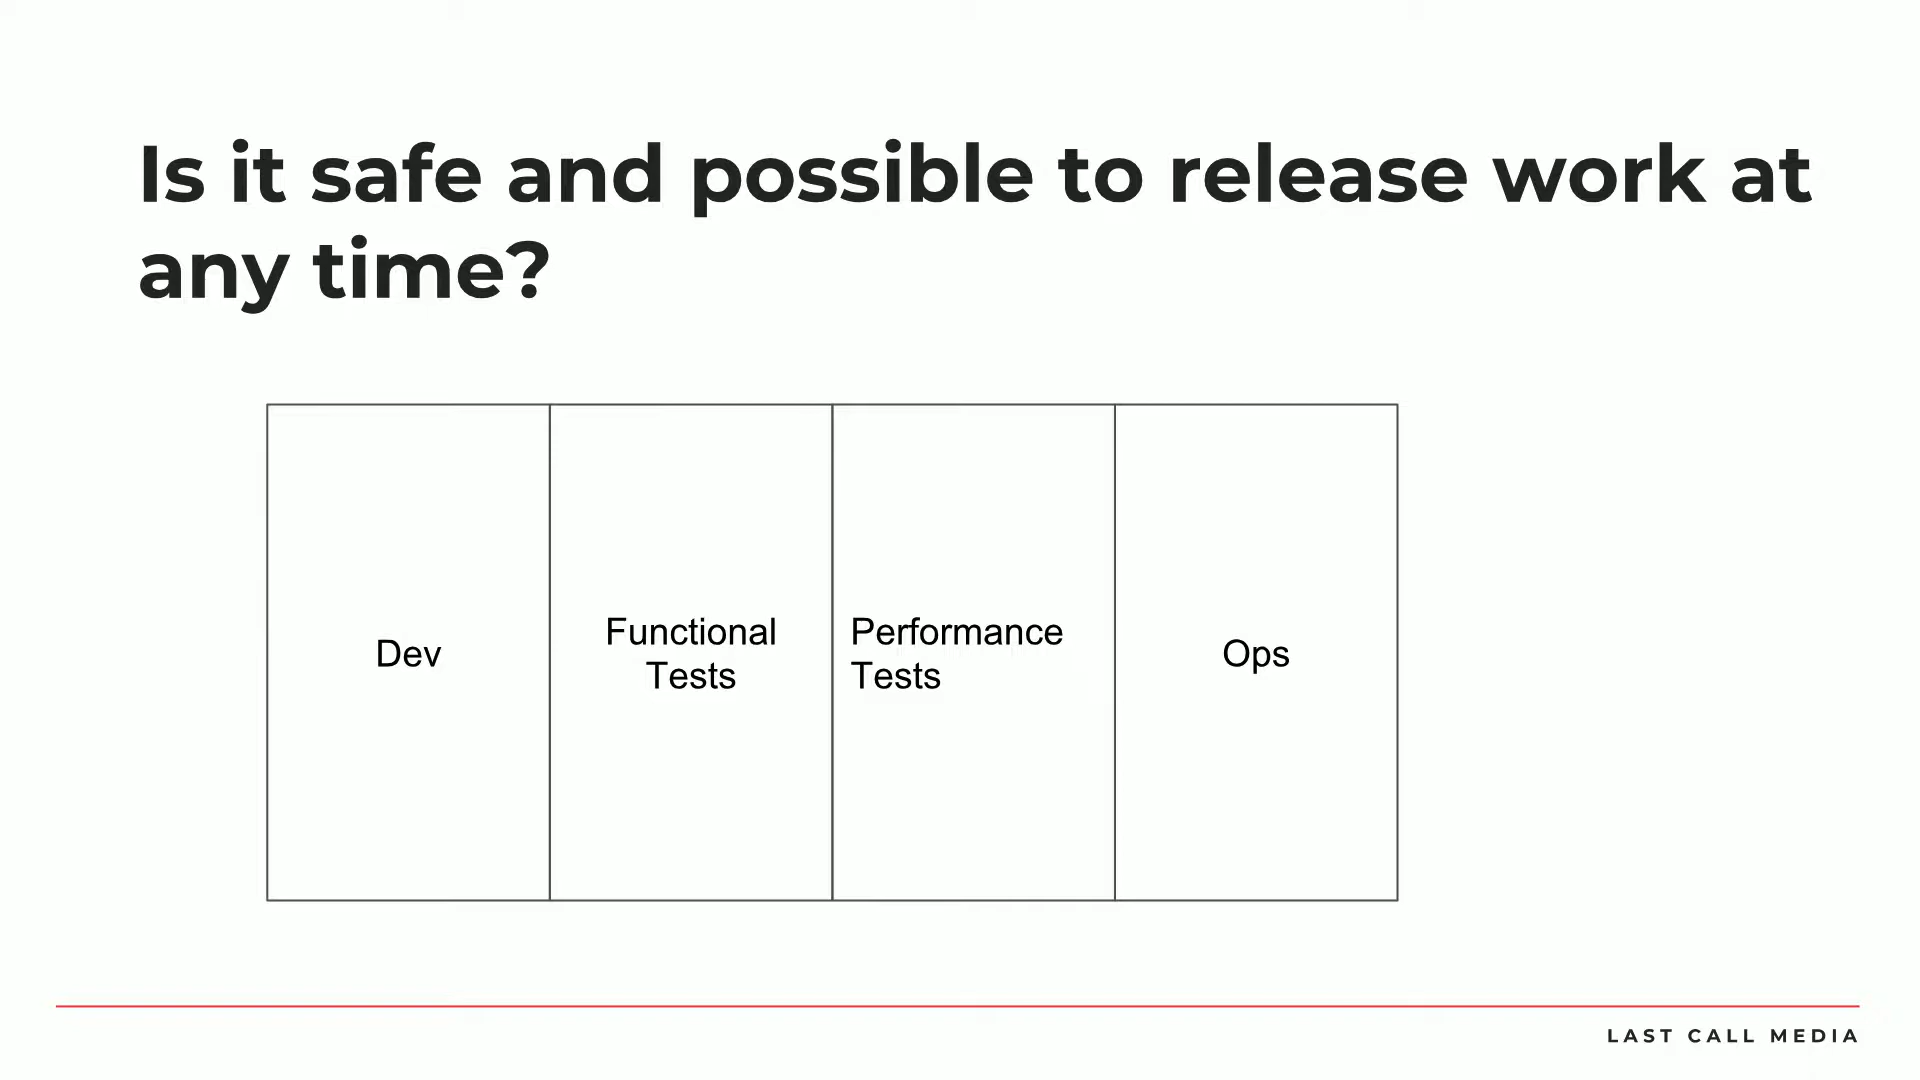 Is it safe and possible to release work at
any time?
Dev
Functional
Tests
Performance
Tests
Ops
LAST CALL MEDIA